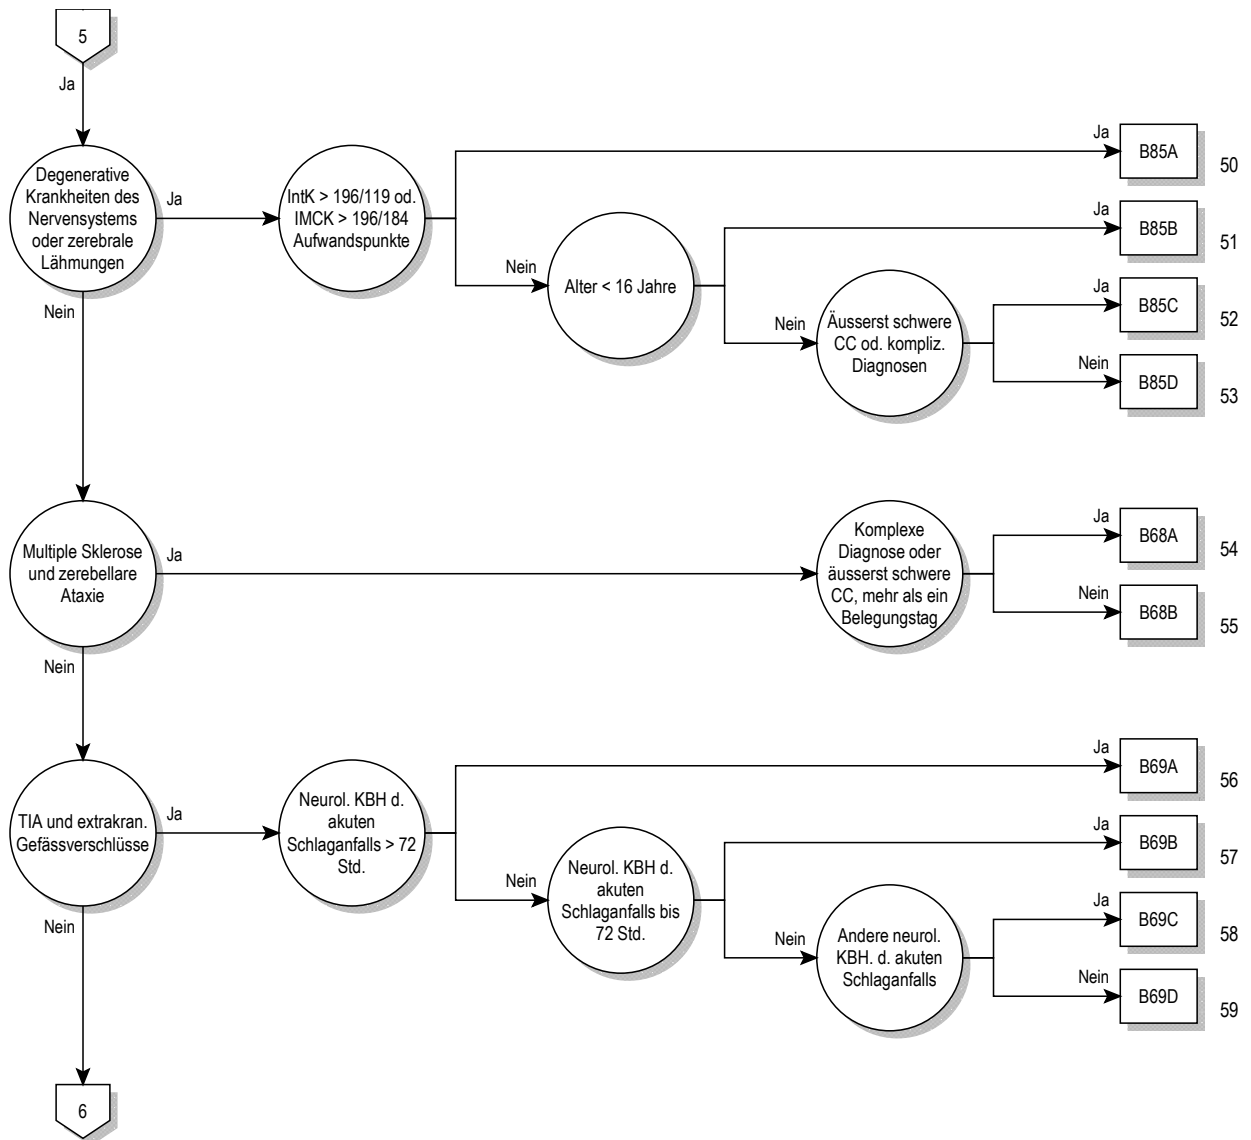 5
Ja
Degenerative
Krankheiten des
Nervensystems
oder zerebrale
Lähmungen
Ja
IntK > 196/119 od.
IMCK > 196/184
Aufwandspunkte
Ja
B85A
50
Nein
Alter < 16 Jahre
Ja
B85B
51
Nein
Äusserst schwere
CC od. kompliz.
Diagnosen
Ja
B85C
52
Nein
B85D
53
Nein
Multiple Sklerose
und zerebellare
Ataxie
Ja
Komplexe
Diagnose oder
äusserst schwere
CC, mehr als ein
Belegungstag
Ja
B68A
54
Nein
B68B
55
Nein
TIA und extrakran.
Gefässverschlüsse
Ja
Neurol. KBH d.
akuten
Schlaganfalls > 72
Std.
Ja
B69A
56
Nein
Neurol. KBH d.
akuten
Schlaganfalls bis
72 Std.
Ja
B69B
57
Nein
Andere neurol.
KBH. d. akuten
Schlaganfalls
Ja
B69C
58
Nein
B69D
59
Nein
6